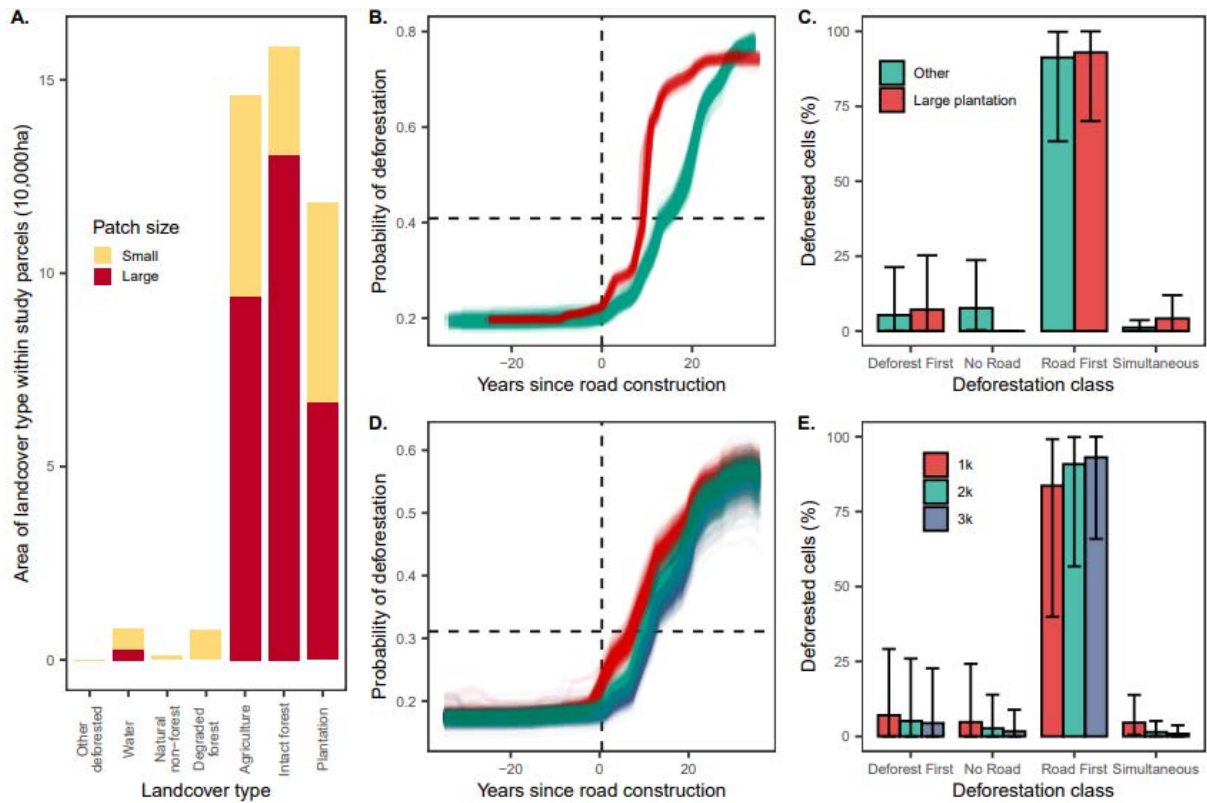 A.
Area of landcover type within study parcels (10,000ha)
15
10
5
0
Patch size
Small
Large
Other
deforested
Water
Natural
non-forest
Degraded
forest
Agriculture
Intact forest
Plantation
Landcover type
B.
Probability of deforestation
0.8
0.6
0.4
0.2
−20
0
20
Years since road construction
C.
Deforested cells (%)
100
75
50
25
0
Other
Large plantation
Deforest First
No Road
Road First
Simultaneous
Deforestation class
D.
Probability of deforestation
0.6
0.5
0.4
0.3
0.2
−20
0
20
Years since road construction
E.
Deforested cells (%)
100
75
50
25
0
1k
2k
3k
Deforest First
No Road
Road First
Simultaneous
Deforestation class